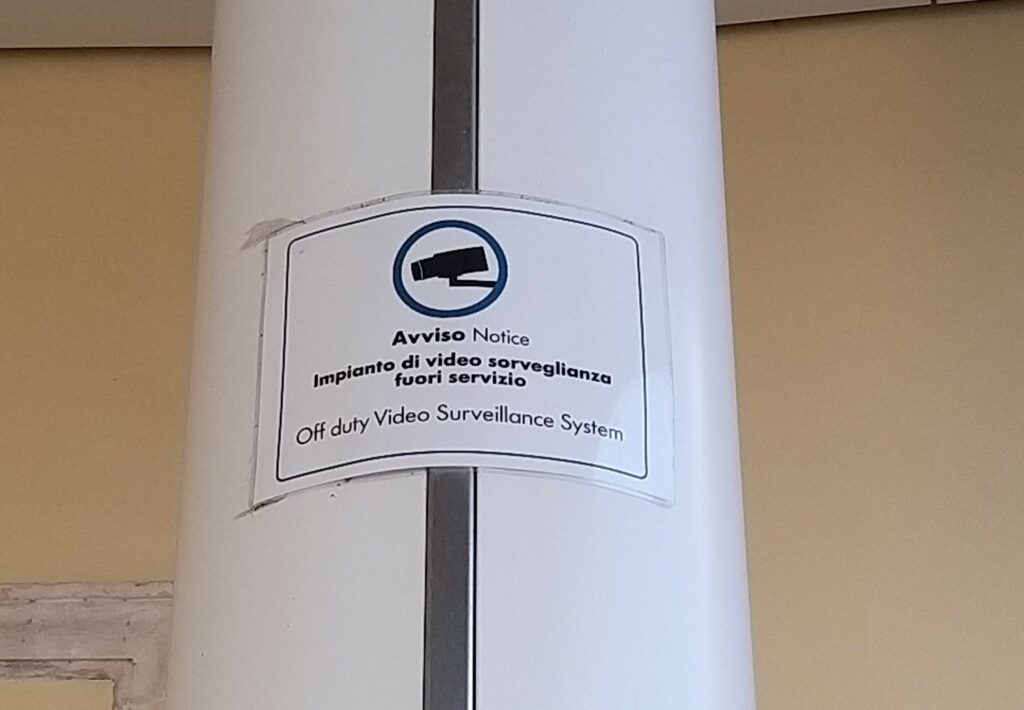 Avviso Notice
Impianto di video sorveglianza
fuori servizio
Off duty Video Surveillance System